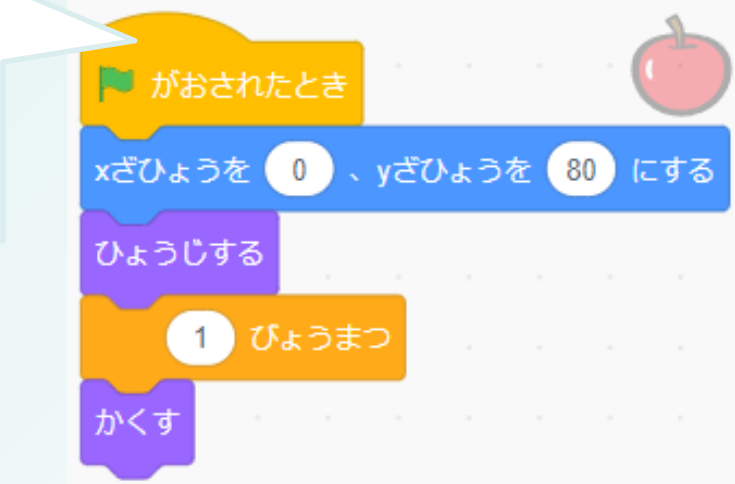 がおされたとき
xざひょうを 0 、yざひょうを 80 にする
ひょうじする
1 びょうまつ
かくす